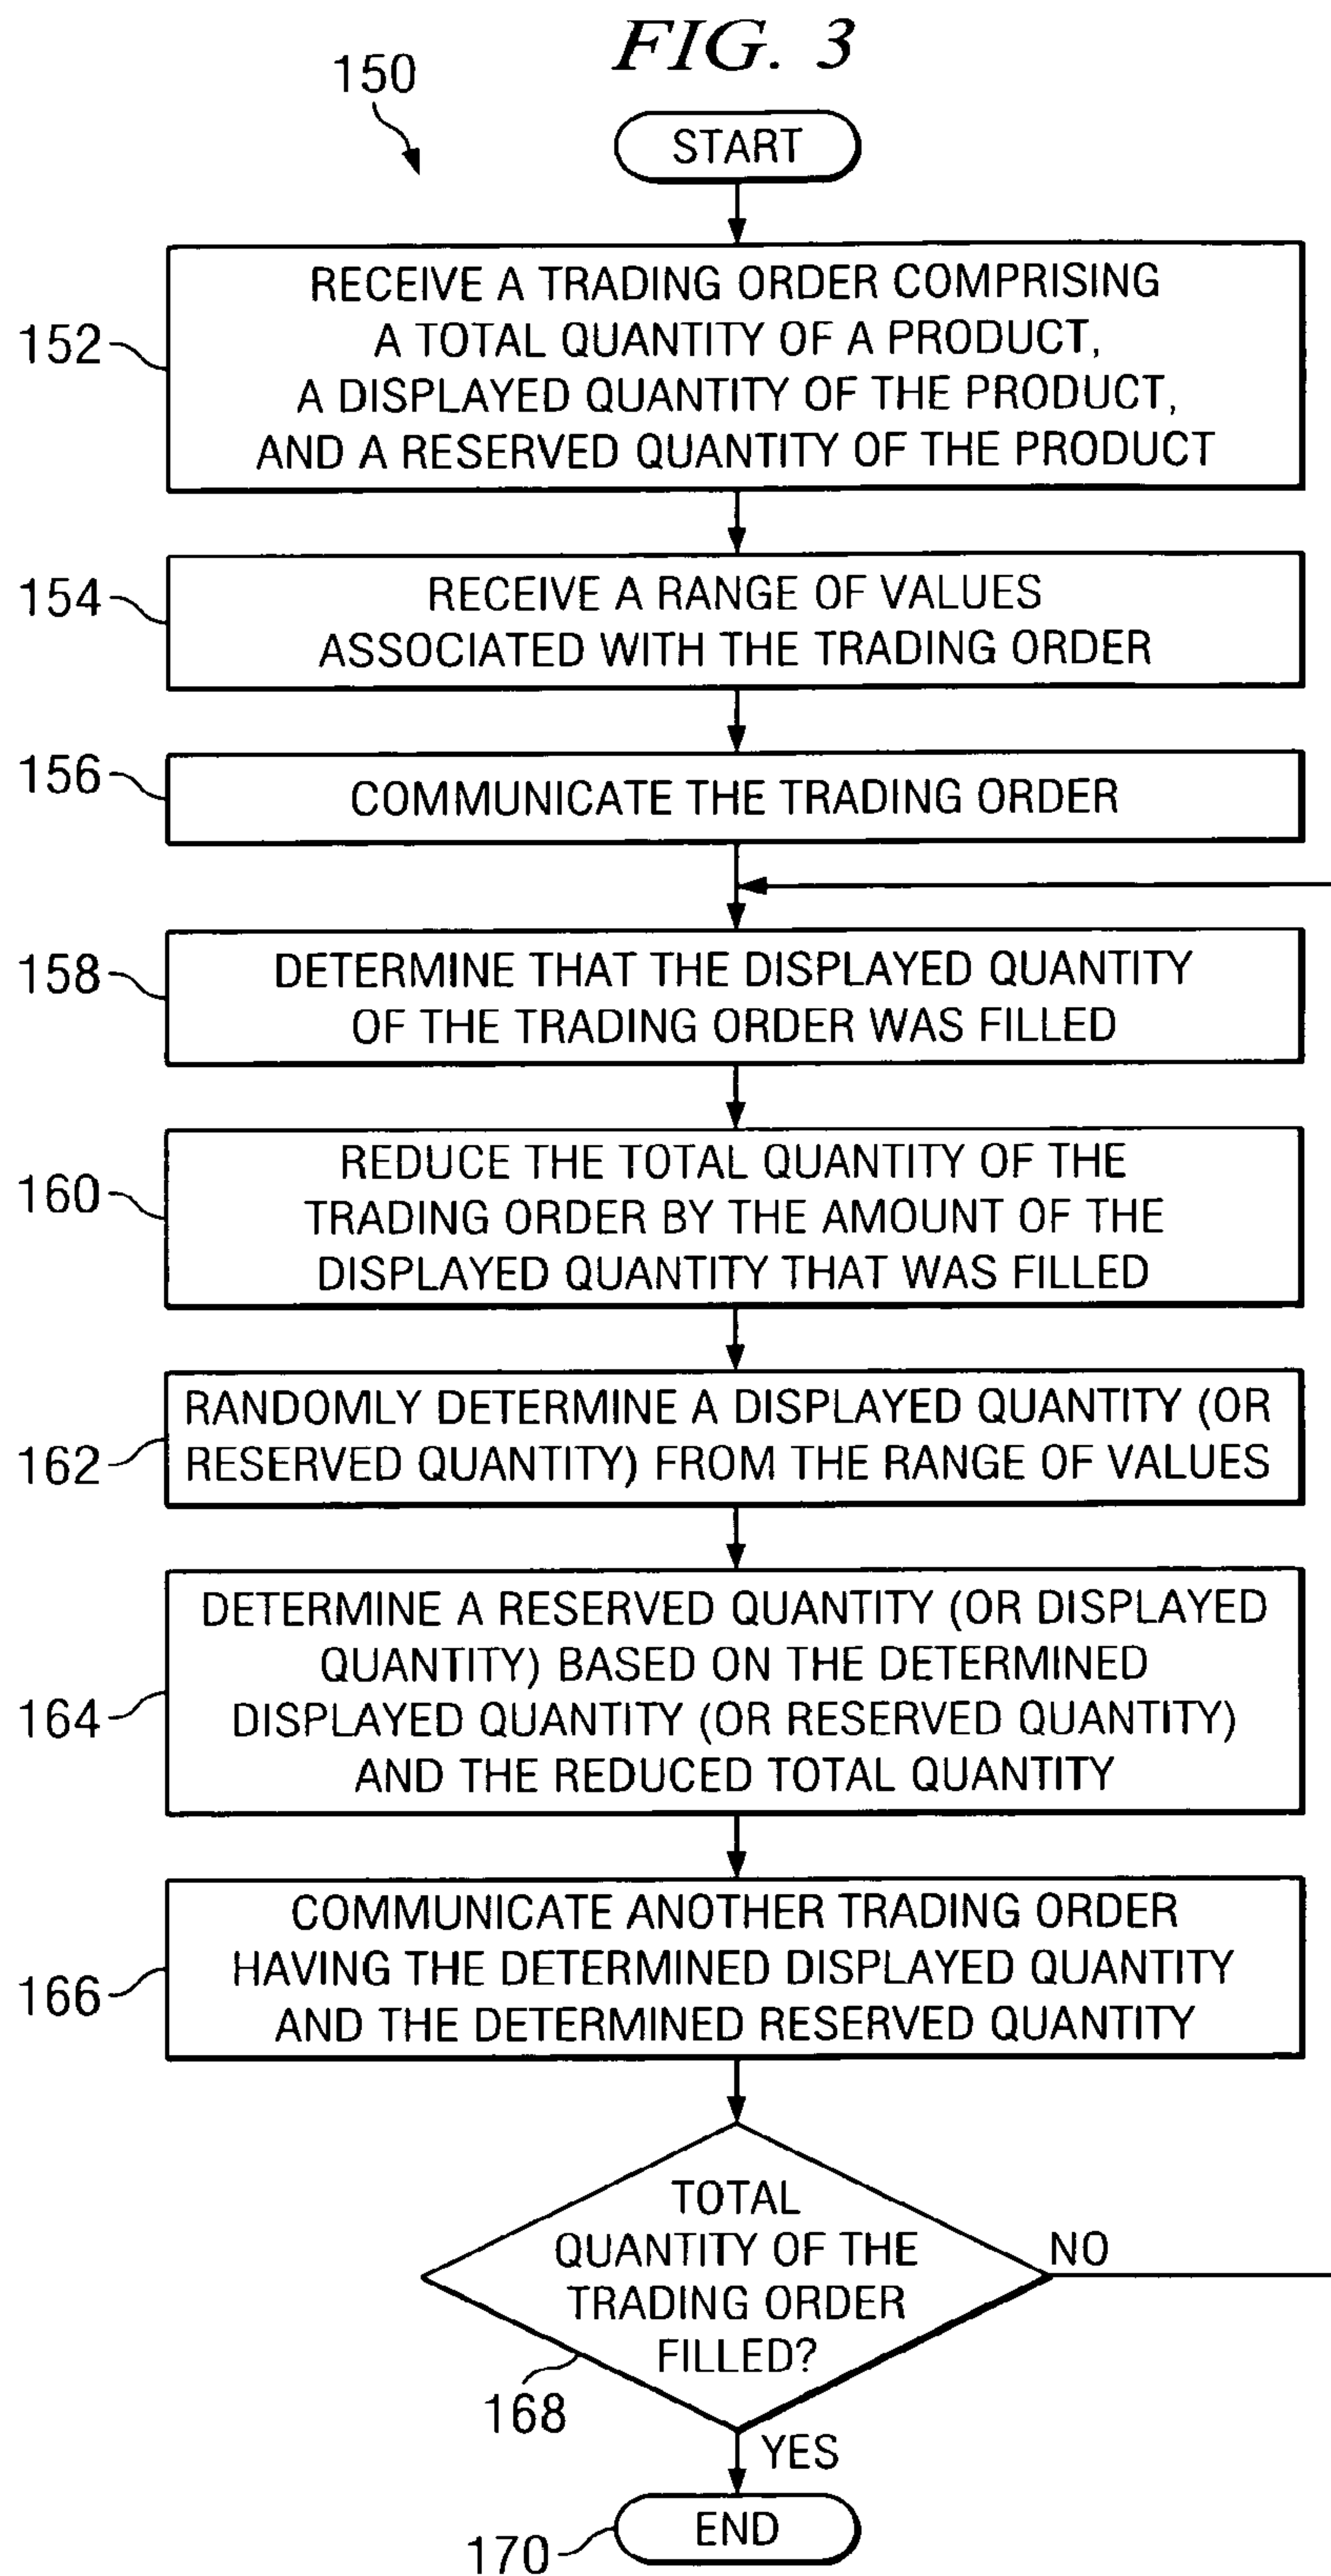 FIG. 3
150
START
152
RECEIVE A TRADING ORDER COMPRISING
A TOTAL QUANTITY OF A PRODUCT,
A DISPLAYED QUANTITY OF THE PRODUCT,
AND A RESERVED QUANTITY OF THE PRODUCT
154
RECEIVE A RANGE OF VALUES
ASSOCIATED WITH THE TRADING ORDER
156
COMMUNICATE THE TRADING ORDER
158
DETERMINE THAT THE DISPLAYED QUANTITY
OF THE TRADING ORDER WAS FILLED
160
REDUCE THE TOTAL QUANTITY OF THE
TRADING ORDER BY THE AMOUNT OF THE
DISPLAYED QUANTITY THAT WAS FILLED
162
RANDOMLY DETERMINE A DISPLAYED QUANTITY (OR
RESERVED QUANTITY) FROM THE RANGE OF VALUES
164
DETERMINE A RESERVED QUANTITY (OR DISPLAYED
QUANTITY) BASED ON THE DETERMINED
DISPLAYED QUANTITY (OR RESERVED QUANTITY)
AND THE REDUCED TOTAL QUANTITY
166
COMMUNICATE ANOTHER TRADING ORDER
HAVING THE DETERMINED DISPLAYED QUANTITY
AND THE DETERMINED RESERVED QUANTITY
TOTAL
QUANTITY OF THE
TRADING ORDER
FILLED?
NO
168
YES
END
170